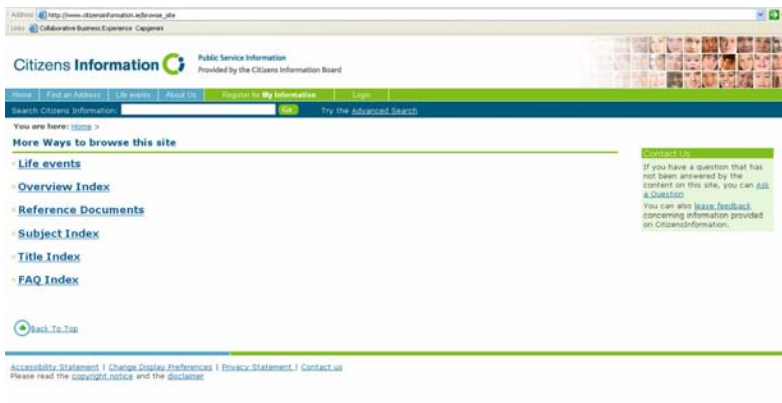 Address http://www.citizensinformation.ie/browse_site
Links Collaborative Business Experience Capgemini
Citizens Information
Public Service Information
Provided by the Citizens Information Board
Home Find an Address Life events About Us Register for My Information Login
Search Citizens Information: Go Try the Advanced Search
You are here: Home >
More Ways to browse this site
Life events
Overview Index
Reference Documents
Subject Index
Title Index
FAQ Index
Contact Us
If you have a question that has
not been answered by the
content on this site, you can Ask
a Question
You can also leave feedback
concerning information provided
on CitizensInformation.
Back To Top
Accessibility Statement | Change Display Preferences | Privacy Statement | Contact us
Please read the copyright notice and the disclaimer